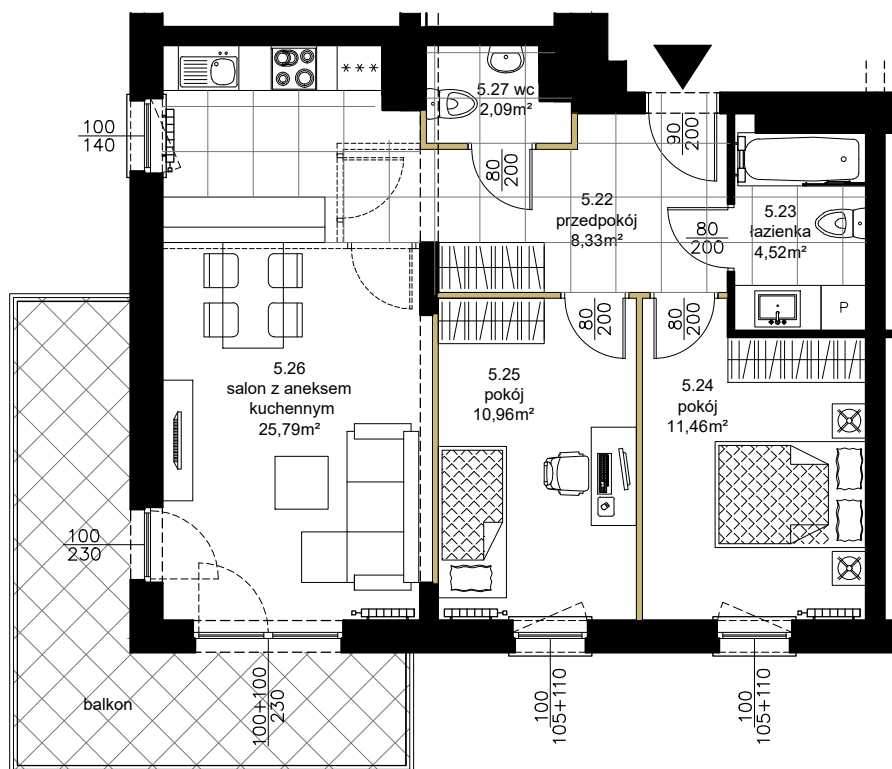 5.27 wc
2,09m²
100
140
90
200
80
200
5.22
przedpokój
8,33m²
5.23
łazienka
4,52m²
80
200
P
80
200
80
200
5.26
salon z aneksem
kuchennym
25,79m²
5.25
pokój
10,96m²
5.24
pokój
11,46m²
100
230
balkon
100+100
230
100
105+110
100
105+110